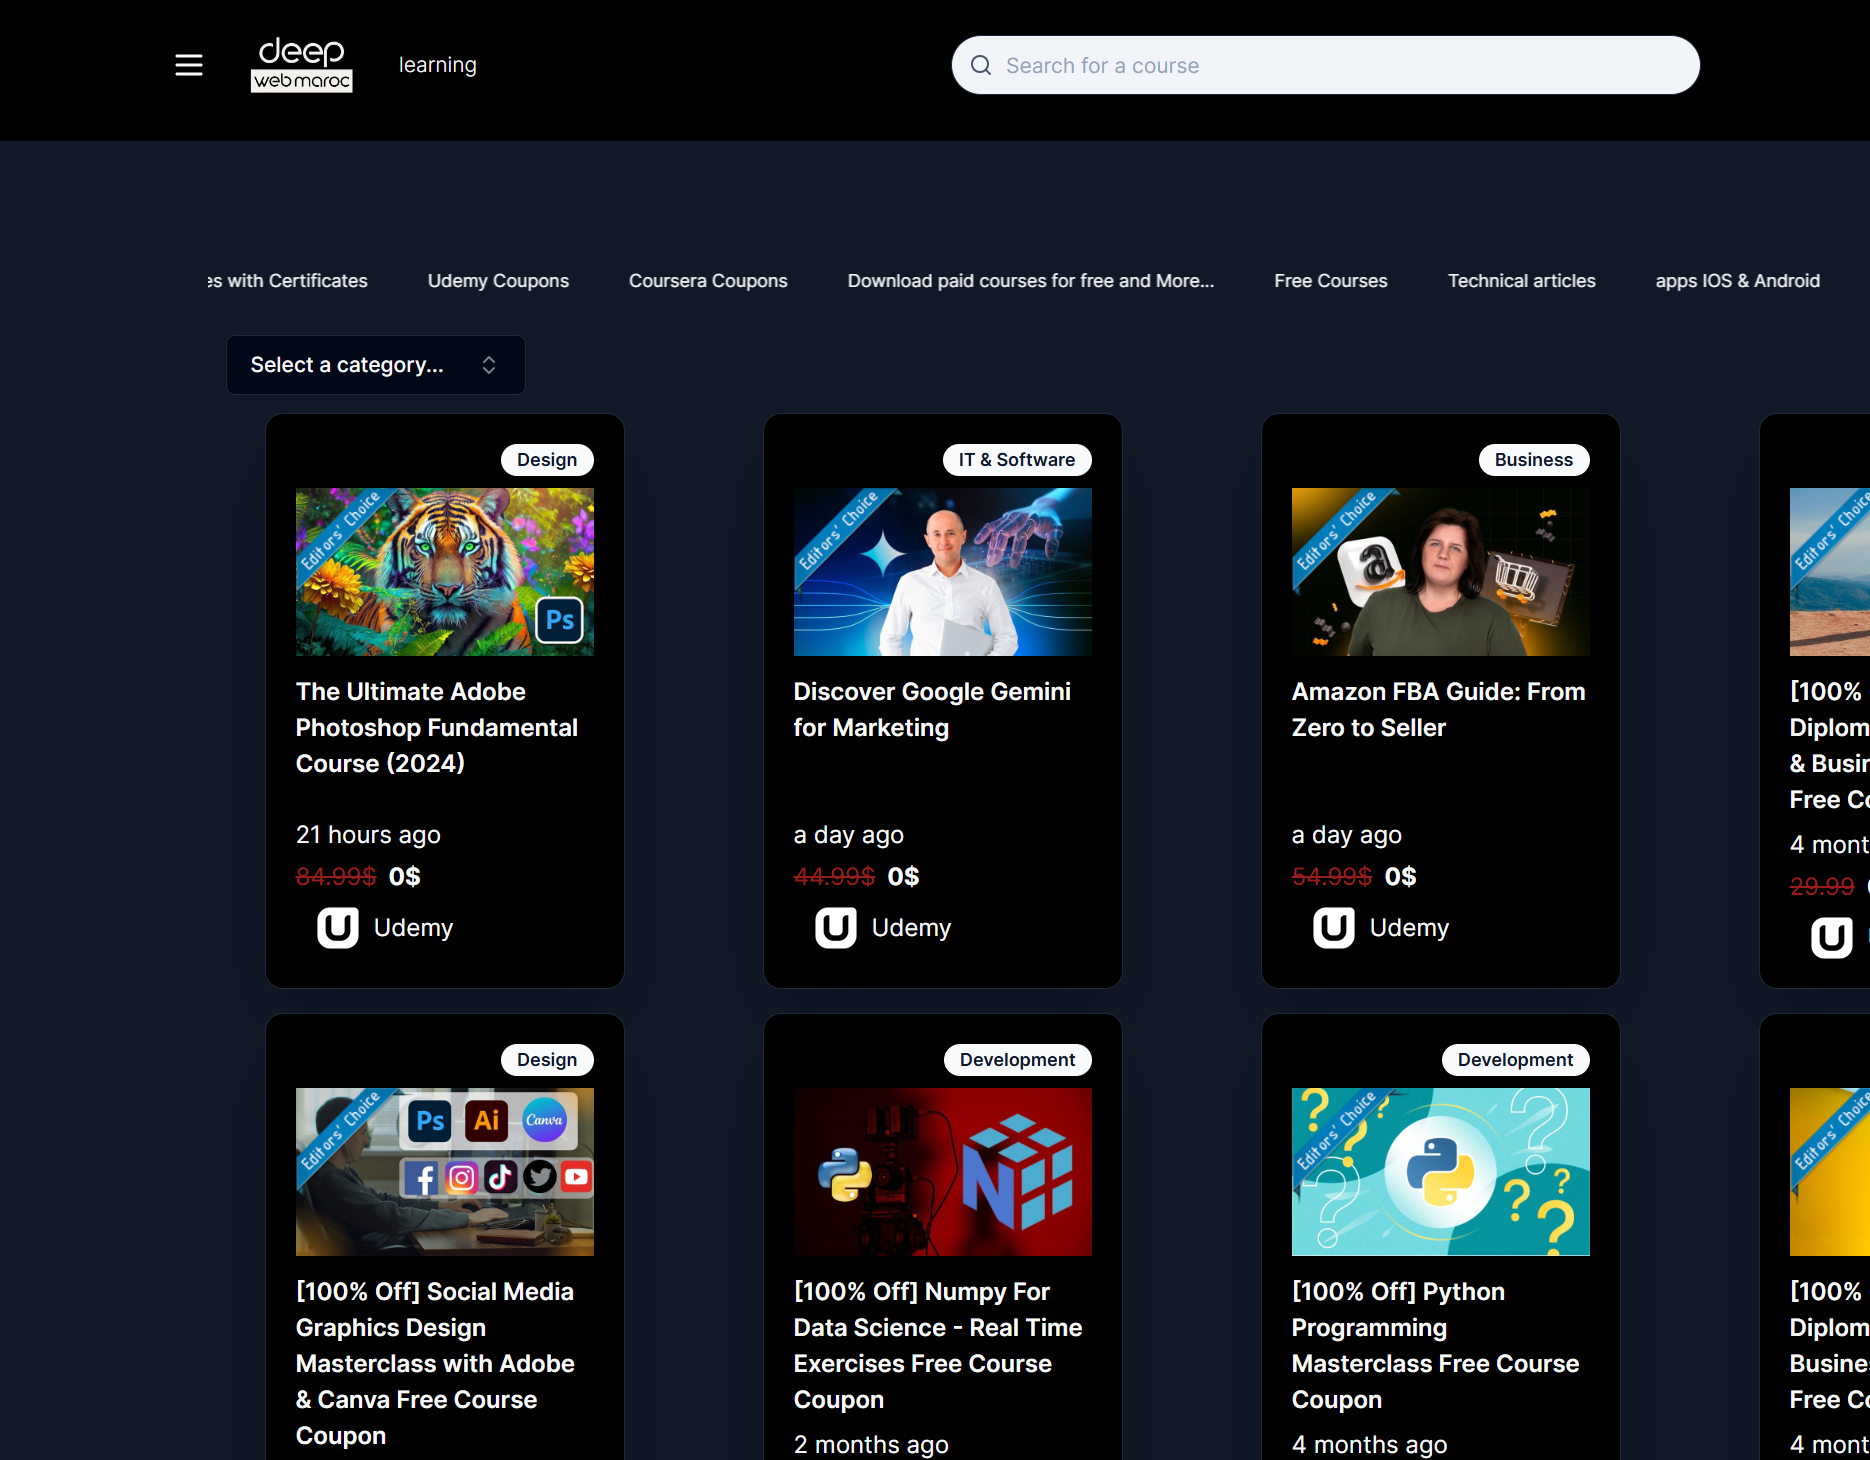 deep
web maroc
learning
Search for a course
es with Certificates
Udemy Coupons
Coursera Coupons
Download paid courses for free and More...
Free Courses
Technical articles
apps IOS & Android
Select a category...
Design
Editors' Choice
Ps
The Ultimate Adobe
Photoshop Fundamental
Course (2024)
21 hours ago
84.99$ 0$
Udemy
IT & Software
Editors' Choice
Discover Google Gemini
for Marketing
a day ago
44.99$ 0$
Udemy
Business
Editors' Choice
a
Amazon FBA Guide: From
Zero to Seller
a day ago
54.99$ 0$
Udemy
Editors' Choice
[100%
Diplom
& Busin
Free Co
4 mont
29.99
Design
Editors' Choice
Ps
Ai
Canva
[100% Off] Social Media
Graphics Design
Masterclass with Adobe
& Canva Free Course
Coupon
Development
[100% Off] Numpy For
Data Science - Real Time
Exercises Free Course
Coupon
2 months ago
Development
Editors' Choice
[100% Off] Python
Programming
Masterclass Free Course
Coupon
4 months ago
Editors' Choice
[100%
Diplom
Busines
Free Co
4 mont